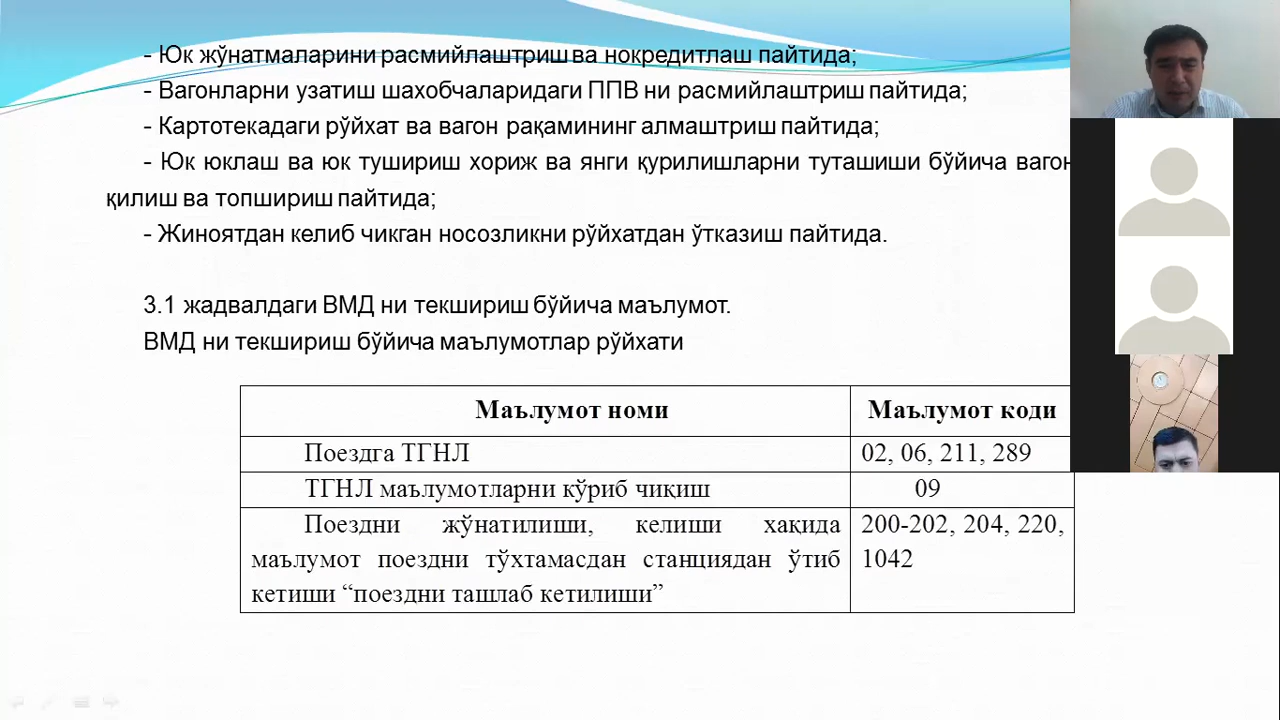 - Юк жўнатмаларини расмийлаштриш ва нокредитлаш пайтида;
- Вагонларни узатиш шахобчаларидаги ППВ ни расмийлаштриш пайтида;
- Картотекадаги рўйхат ва вагон рақамининг алмаштриш пайтида;
- Юк юклаш ва юк тушириш хориж ва янги қурилишларни туташиши бўйича вагон
қилиш ва топшириш пайтида;
- Жиноятдан келиб чикган носозликни рўйхатдан ўтказиш пайтида.
3.1 жадвалдаги ВМД ни текшириш бўйича маълумот.
ВМД ни текшириш бўйича маълумотлар рўйхати
Маълумот номи Маълумот коди
Поездга ТГНЛ 02, 06, 211, 289
ТГНЛ маълумотларни кўриб чиқиш 09
Поездни жўнатилиши, келиши хақида 200-202, 204, 220,
маълумот поездни тўхтамасдан станциядан ўтиб 1042
кетиши “поездни ташлаб кетилиши”